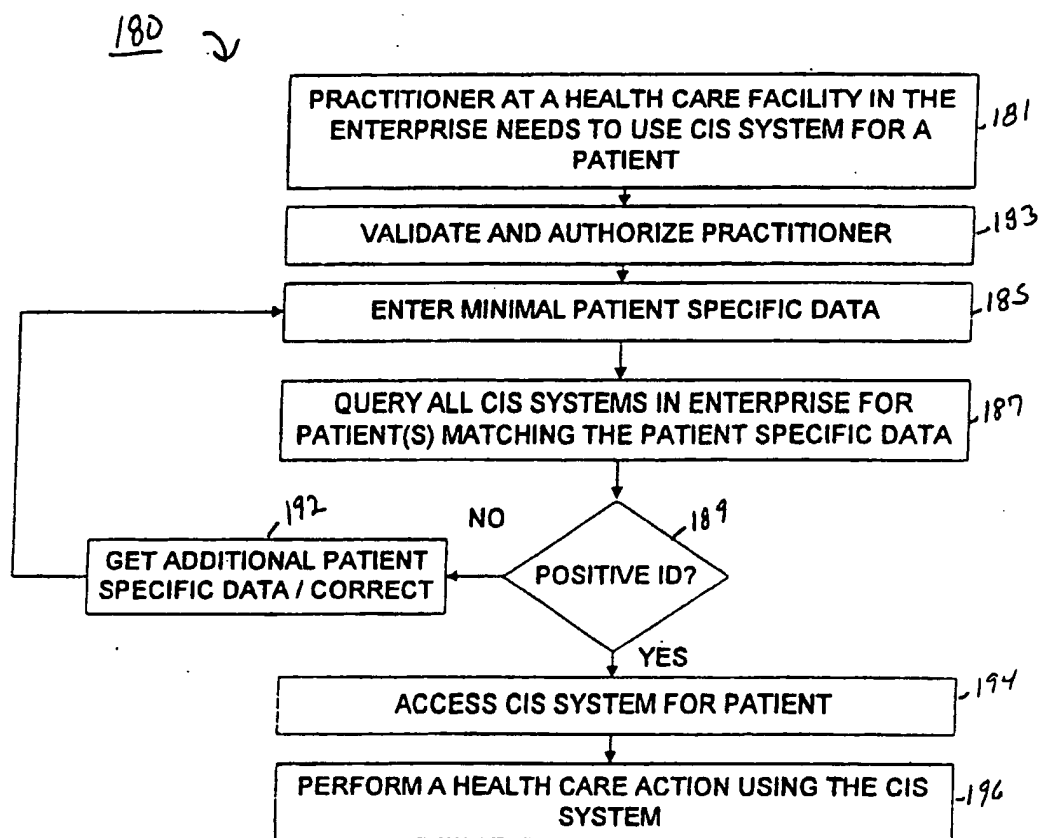 180
PRACTITIONER AT A HEALTH CARE FACILITY IN THE
ENTERPRISE NEEDS TO USE CIS SYSTEM FOR A
PATIENT
181
VALIDATE AND AUTHORIZE PRACTITIONER
183
ENTER MINIMAL PATIENT SPECIFIC DATA
185
QUERY ALL CIS SYSTEMS IN ENTERPRISE FOR
PATIENT(S) MATCHING THE PATIENT SPECIFIC DATA
187
192
NO
189
GET ADDITIONAL PATIENT
SPECIFIC DATA / CORRECT
POSITIVE ID?
YES
ACCESS CIS SYSTEM FOR PATIENT
194
PERFORM A HEALTH CARE ACTION USING THE CIS
SYSTEM
196